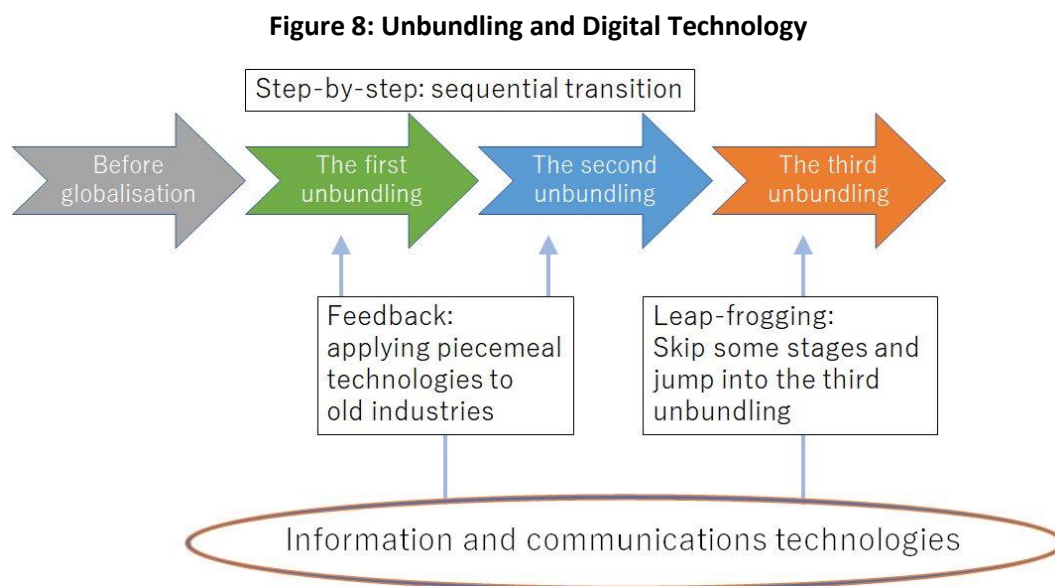 Figure 8: Unbundling and Digital Technology
Step-by-step: sequential transition
Before
globalisation
The first
unbundling
The second
unbundling
The third
unbundling
Feedback:
applying piecemeal
technologies to
old industries
Leap-frogging:
Skip some stages and
jump into the third
unbundling
Information and communications technologies